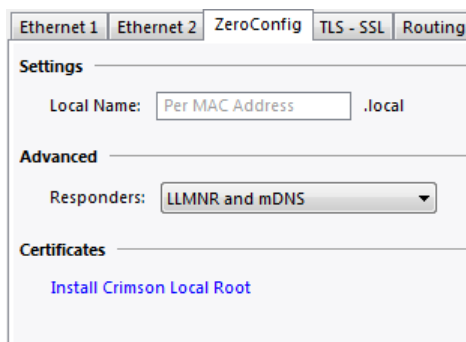 Ethernet 1 Ethernet 2 ZeroConfig TLS - SSL Routing
Settings
Local Name: Per MAC Address .local
Advanced
Responders: LLMNR and mDNS
Certificates
Install Crimson Local Root